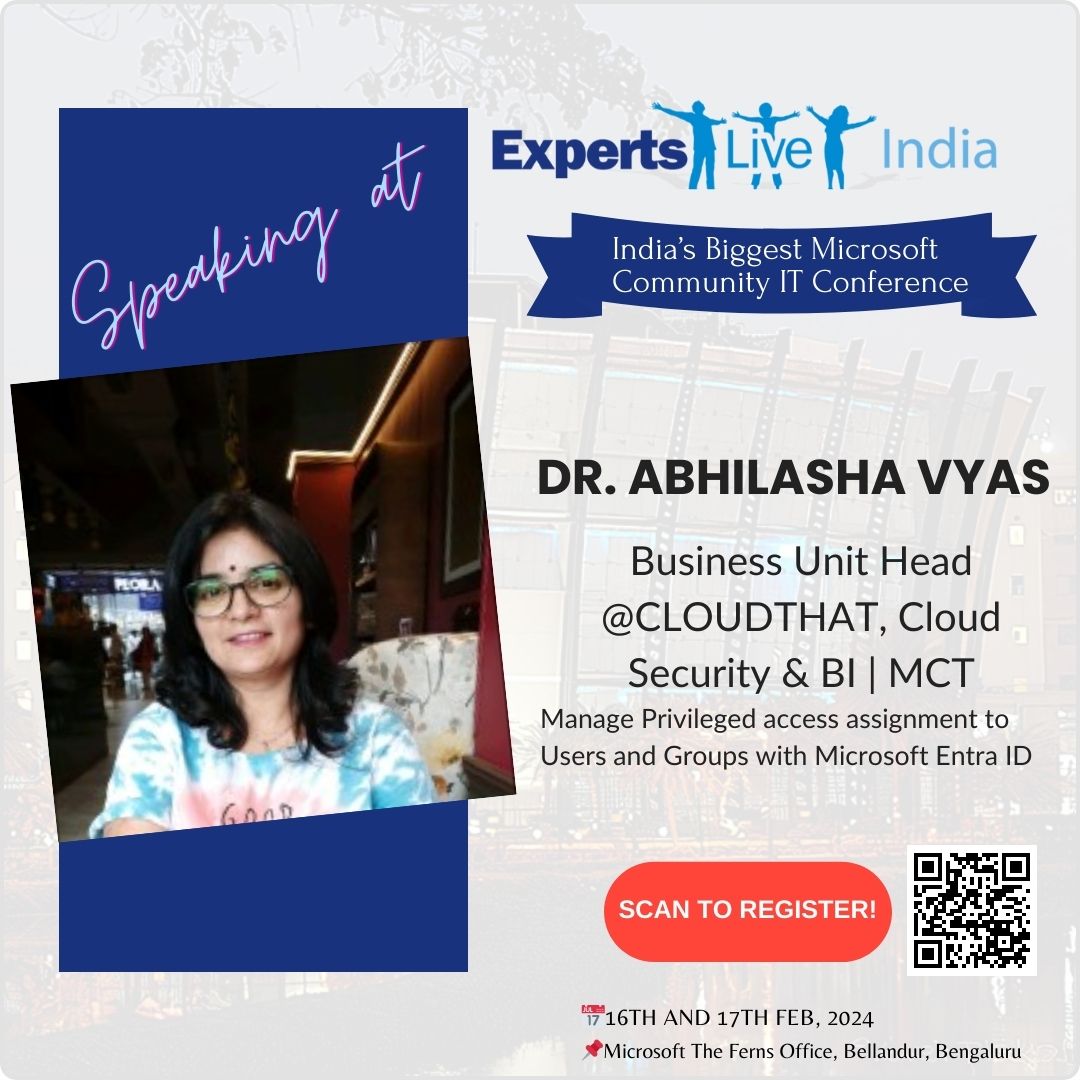 Speaking at
Experts Live India
India’s Biggest Microsoft
Community IT Conference
DR. ABHILASHA VYAS
Business Unit Head
@CLOUDTHAT, Cloud
Security & BI | MCT
Manage Privileged access assignment to
Users and Groups with Microsoft Entra ID
SCAN TO REGISTER!
JUL
17
16TH AND 17TH FEB, 2024
Microsoft The Ferns Office, Bellandur, Bengaluru